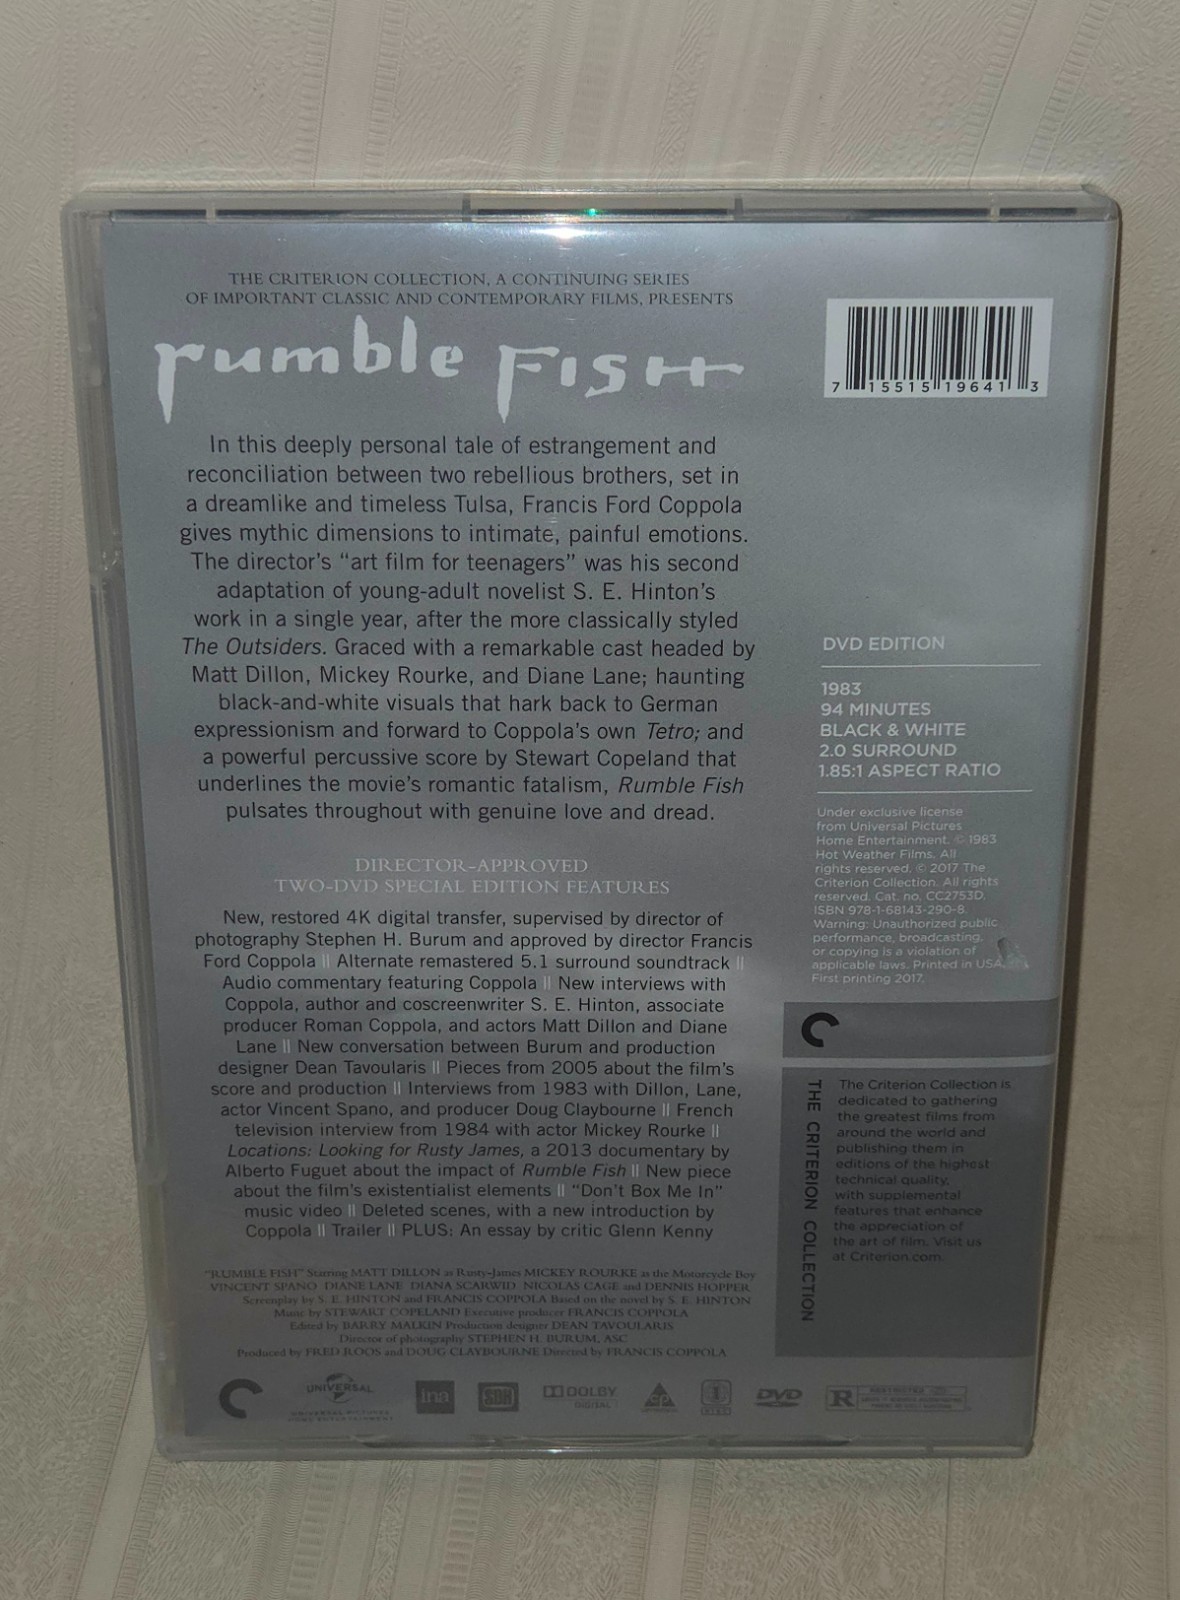 THE CRITERION COLLECTION, A CONTINUING SERIES
OF IMPORTANT CLASSIC AND CONTEMPORARY FILMS, PRESENTS
rumble FISH
In this deeply personal tale of estrangement and
reconciliation between two rebellious brothers, set in
a dreamlike and timeless Tulsa, Francis Ford Coppola
gives mythic dimensions to intimate, painful emotions.
The director's “art film for teenagers” was his second
adaptation of young-adult novelist S. E. Hinton's
work in a single year, after the more classically styled
The Outsiders. Graced with a remarkable cast headed by
Matt Dillon, Mickey Rourke, and Diane Lane; haunting
black-and-white visuals that hark back to German
expressionism and forward to Coppola's own Tetro; and
a powerful percussive score by Stewart Copeland that
underlines the movie's romantic fatalism, Rumble Fish
pulsates throughout with genuine love and dread.
DIRECTOR-APPROVED
TWO-DVD SPECIAL EDITION FEATURES
New, restored 4K digital transfer, supervised by director of
photography Stephen H. Burum and approved by director Francis
Ford Coppola || Alternate remastered 5.1 surround soundtrack ||
Audio commentary featuring Coppola || New interviews with
Coppola, author and coscreenwriter S. E. Hinton, associate
producer Roman Coppola, and actors Matt Dillon and Diane
Lane || New conversation between Burum and production
designer Dean Tavoularis || Pieces from 2005 about the film's
score and production || Interviews from 1983 with Dillon, Lane,
actor Vincent Spano, and producer Doug Claybourne || French
television interview from 1984 with actor Mickey Rourke ||
Locations: Looking for Rusty James, a 2013 documentary by
Alberto Fuguet about the impact of Rumble Fish || New piece
about the film's existentialist elements || “Don't Box Me In”
music video || Deleted scenes, with a new introduction by
Coppola || Trailer || PLUS: An essay by critic Glenn Kenny
“RUMBLE FISH” Starring MATT DILLON as Rusty-James MICKEY ROURKE as the Motorcycle Boy
VINCENT SPANO DIANE LANE DIANA SCARWID NICOLAS CAGE and DENNIS HOPPER
Screenplay by S. E. HINTON and FRANCIS COPPOLA Based on the novel by S. E. HINTON
Music by STEWART COPELAND Executive producer FRANCIS COPPOLA
Edited by BARRY MALKIN Production designer DEAN TAVOULARIS
Director of photography STEPHEN H. BURUM, ASC
Produced by FRED ROOS and DOUG CLAYBOURNE Directed by FRANCIS COPPOLA
7 15515 19641 3
DVD EDITION
1983
94 MINUTES
BLACK & WHITE
2.0 SURROUND
1.85:1 ASPECT RATIO
Under exclusive license
from Universal Pictures
Home Entertainment. © 1983
Hot Weather Films. All
rights reserved. © 2017 The
Criterion Collection. All rights
reserved. Cat. no. CC2753D.
ISBN 978-1-68143-290-8.
Warning: Unauthorized public
performance, broadcasting,
or copying is a violation of
applicable laws. Printed in USA.
First printing 2017.
THE CRITERION COLLECTION
The Criterion Collection is
dedicated to gathering
the greatest films from
around the world and
publishing them in
editions of the highest
technical quality,
with supplemental
features that enhance
the appreciation of
the art of film. Visit us
at Criterion.com.
UNIVERSAL
UNIVERSAL PICTURES
HOME ENTERTAINMENT
ina
SDH
DOLBY
DIGITAL
DVD
R RESTRICTED